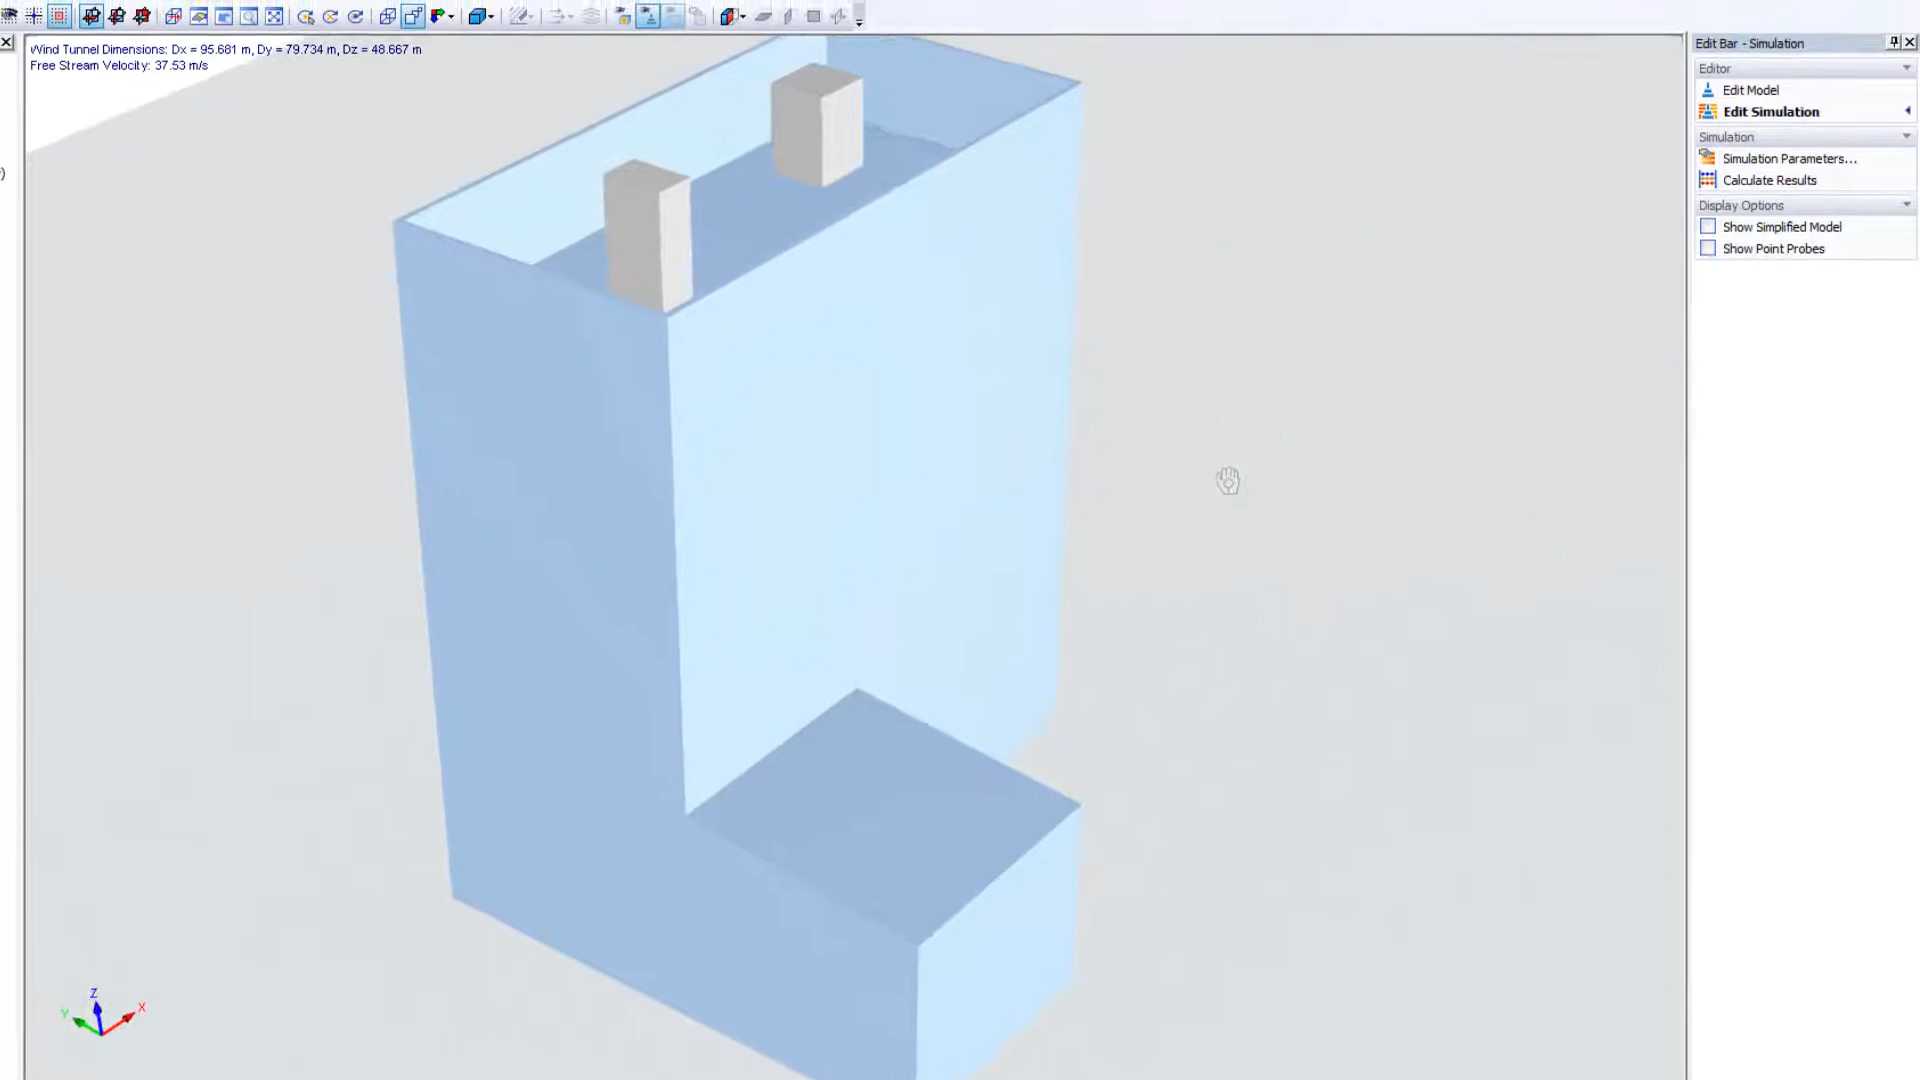 Wind Tunnel Dimensions: Dx = 95.681 m, Dy = 79.734 m, Dz = 48.667 m
Free Stream Velocity: 37.53 m/s
)
Edit Bar - Simulation
Editor
Edit Model
Edit Simulation
Simulation
Simulation Parameters...
Calculate Results
Display Options
Show Simplified Model
Show Point Probes
Z
Y
X